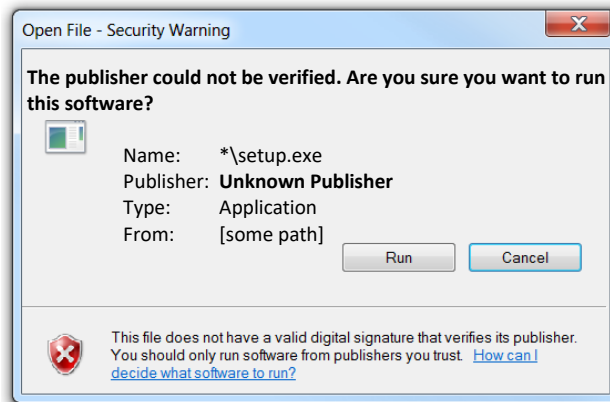 Open File - Security Warning
The publisher could not be verified. Are you sure you want to run
this software?
Name: *\setup.exe
Publisher: Unknown Publisher
Type: Application
From: [some path]
Run Cancel
This file does not have a valid digital signature that verifies its publisher.
You should only run software from publishers you trust. How can I
decide what software to run?